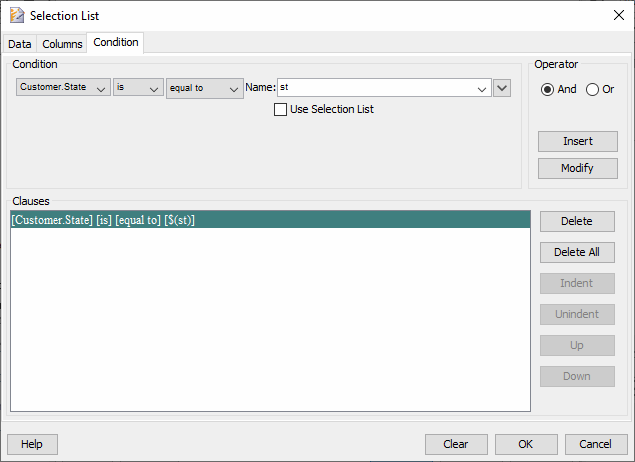 Selection List
Data Columns Condition
Condition
Customer.State is equal to Name: st
Use Selection List
Operator
And Or
Insert
Modify
Clauses
[Customer.State] [is] [equal to] [$(st)]
Delete
Delete All
Indent
Unindent
Up
Down
Help Clear OK Cancel